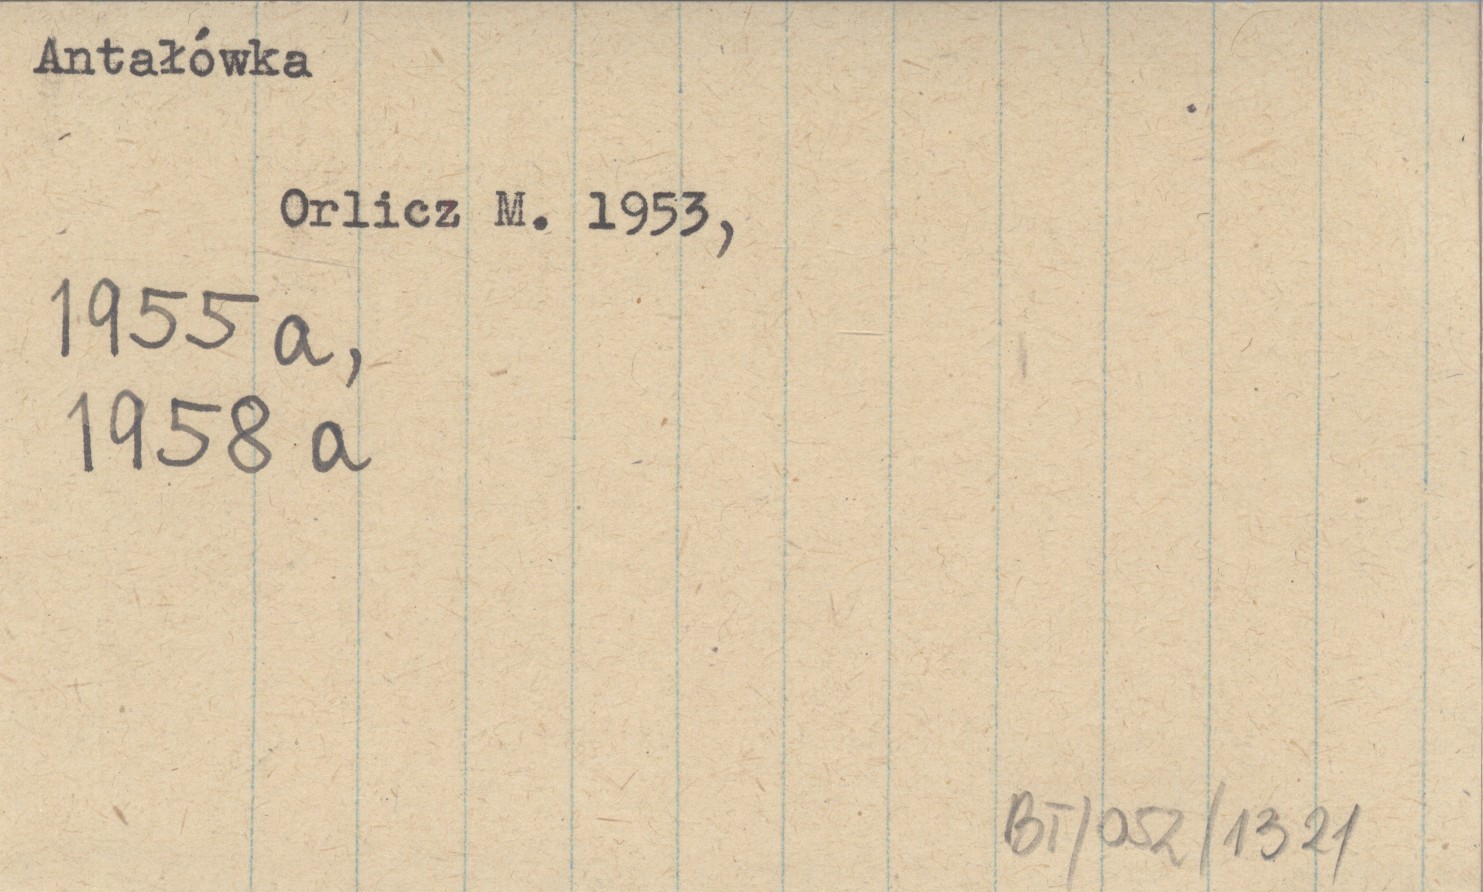 Antałówka
Orlicz M. 1953,
1955 a,
1958 a
BT/052/1321